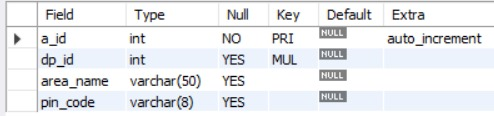 Field Type Null Key Default Extra
a_id int NO PRI NULL auto_increment
dp_id int YES MUL NULL
area_name varchar(50) YES NULL
pin_code varchar(8) YES NULL